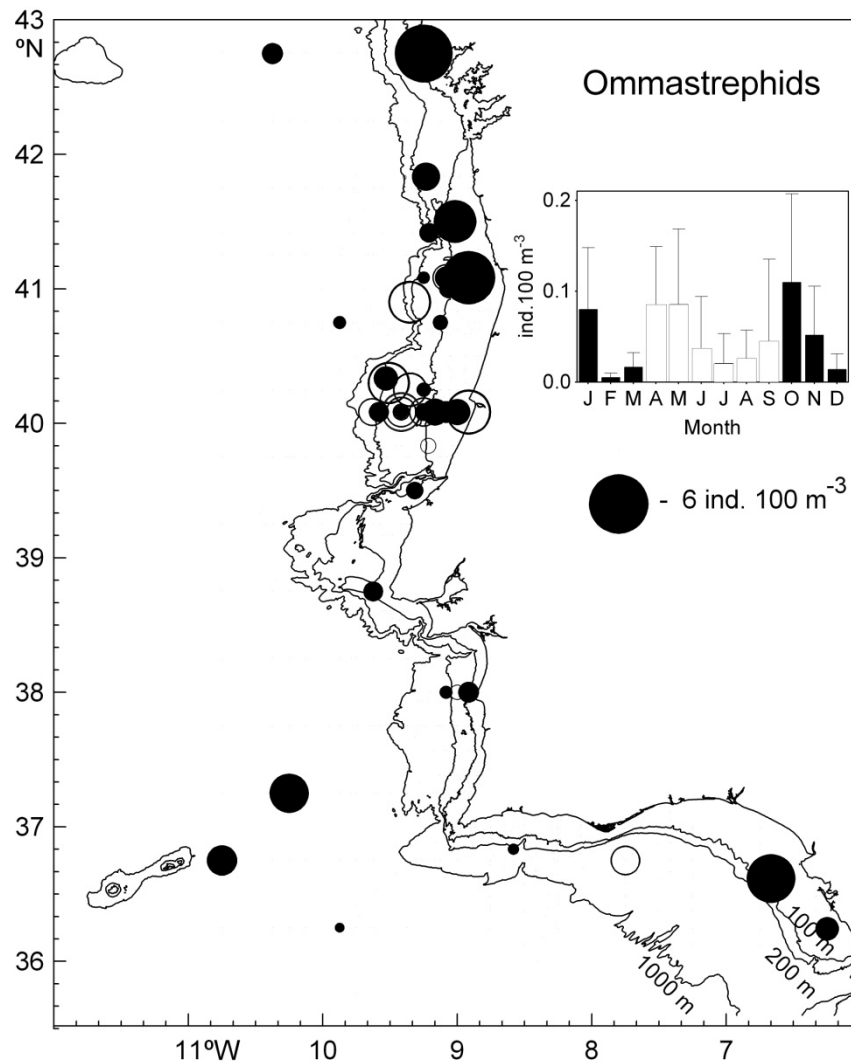 43
ºN
42
41
40
39
38
37
36
11ºW
10
9
8
7
Ommastrephids
0.2
0.1
0.0
ind.100 m⁻³
J F M A M J J A S O N D
Month
- 6 ind. 100 m⁻³
100 m
200 m
1000 m